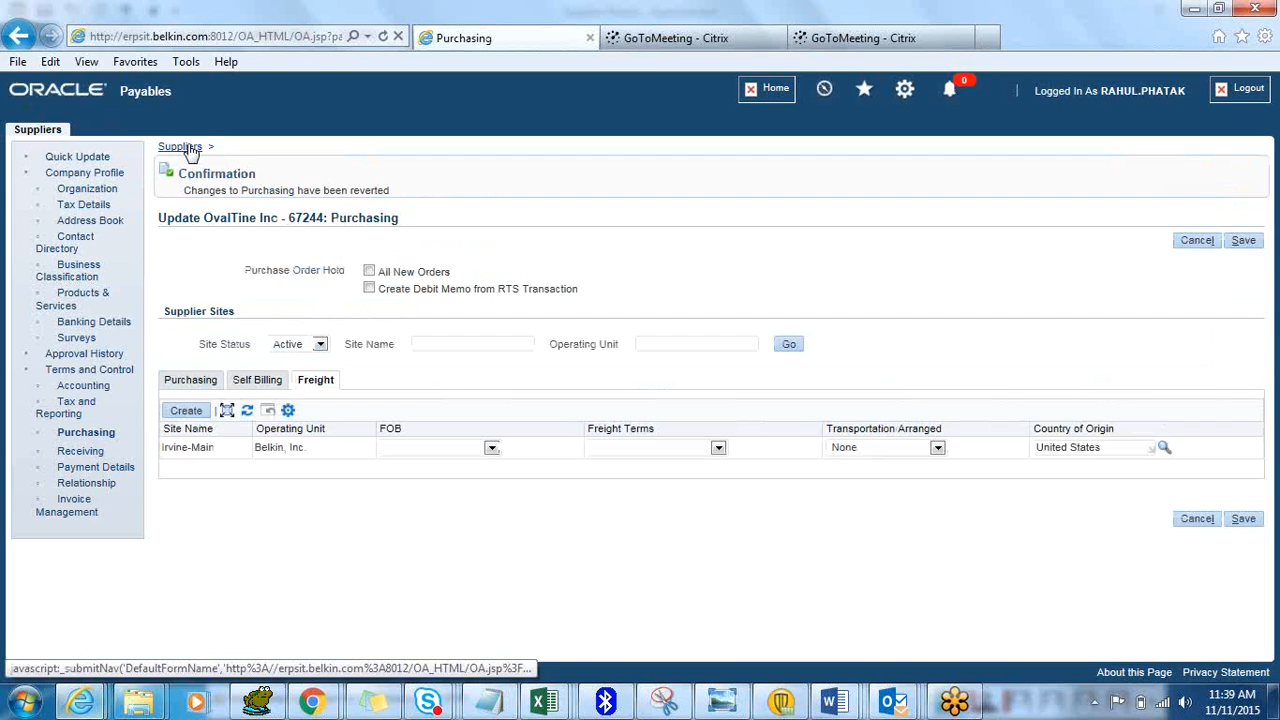 http://erpsit.belkin.com:8012/OA_HTML/OA.jsp?pa
Purchasing
GoToMeeting - Citrix
GoToMeeting - Citrix
File Edit View Favorites Tools Help
ORACLE Payables
Home
0
Logged In As RAHUL.PHATAK
Logout
Suppliers
Quick Update
Company Profile
Organization
Tax Details
Address Book
Contact
Directory
Business
Classification
Products &
Services
Banking Details
Surveys
Approval History
Terms and Control
Accounting
Tax and
Reporting
Purchasing
Receiving
Payment Details
Relationship
Invoice
Management
Suppliers >
Confirmation
Changes to Purchasing have been reverted
Update OvalTine Inc - 67244: Purchasing
Cancel Save
Purchase Order Hold All New Orders
Create Debit Memo from RTS Transaction
Supplier Sites
Site Status Active Site Name Operating Unit Go
Purchasing Self Billing Freight
Create
Site Name Operating Unit FOB Freight Terms Transportation Arranged Country of Origin
Irvine-Main Belkin, Inc. None United States
Cancel Save
javascript:_submitNav('DefaultFormName','http%3A//erpsit.belkin.com%3A8012/OA_HTML/OA.jsp%3F...
About this Page Privacy Statement
11:39 AM
11/11/2015